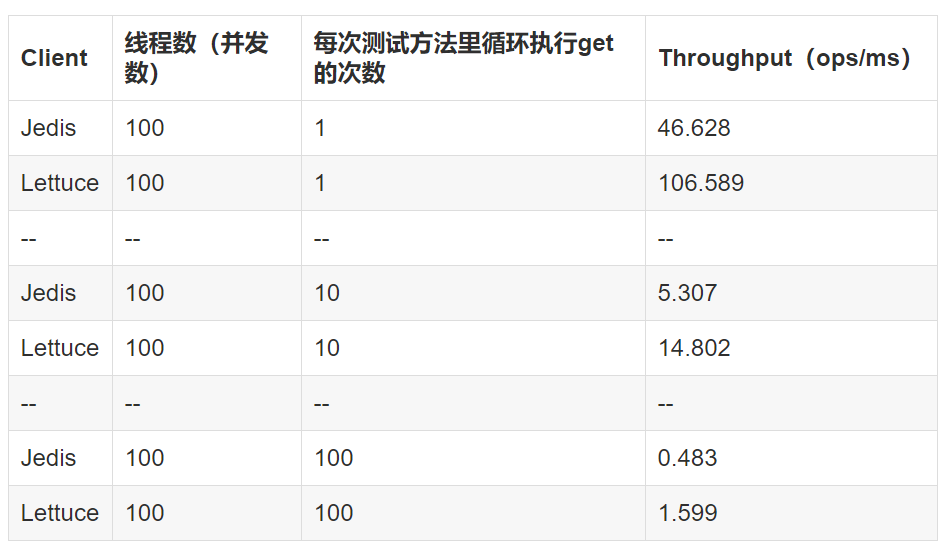 Client 线程数（并发数） 每次测试方法里循环执行get的次数 Throughput（ops/ms）
Jedis 100 1 46.628
Lettuce 100 1 106.589
-- -- -- --
Jedis 100 10 5.307
Lettuce 100 10 14.802
-- -- -- --
Jedis 100 100 0.483
Lettuce 100 100 1.599